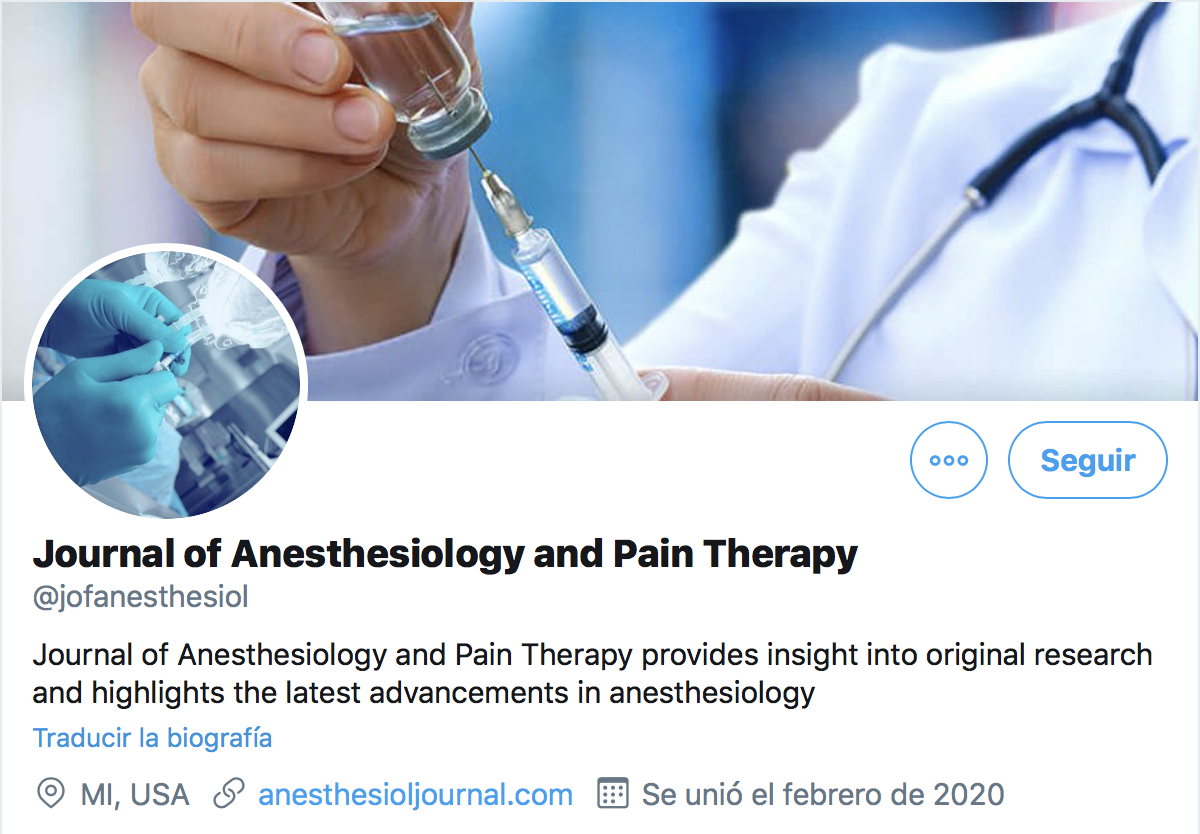 Seguir
Journal of Anesthesiology and Pain Therapy
@jofanesthesiol
Journal of Anesthesiology and Pain Therapy provides insight into original research
and highlights the latest advancements in anesthesiology
Traducir la biografía
MI, USA anesthesioljournal.com Se unió el febrero de 2020